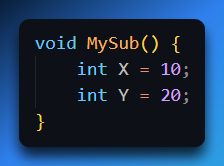 void MySub() {
    int X = 10;
    int Y = 20;
}